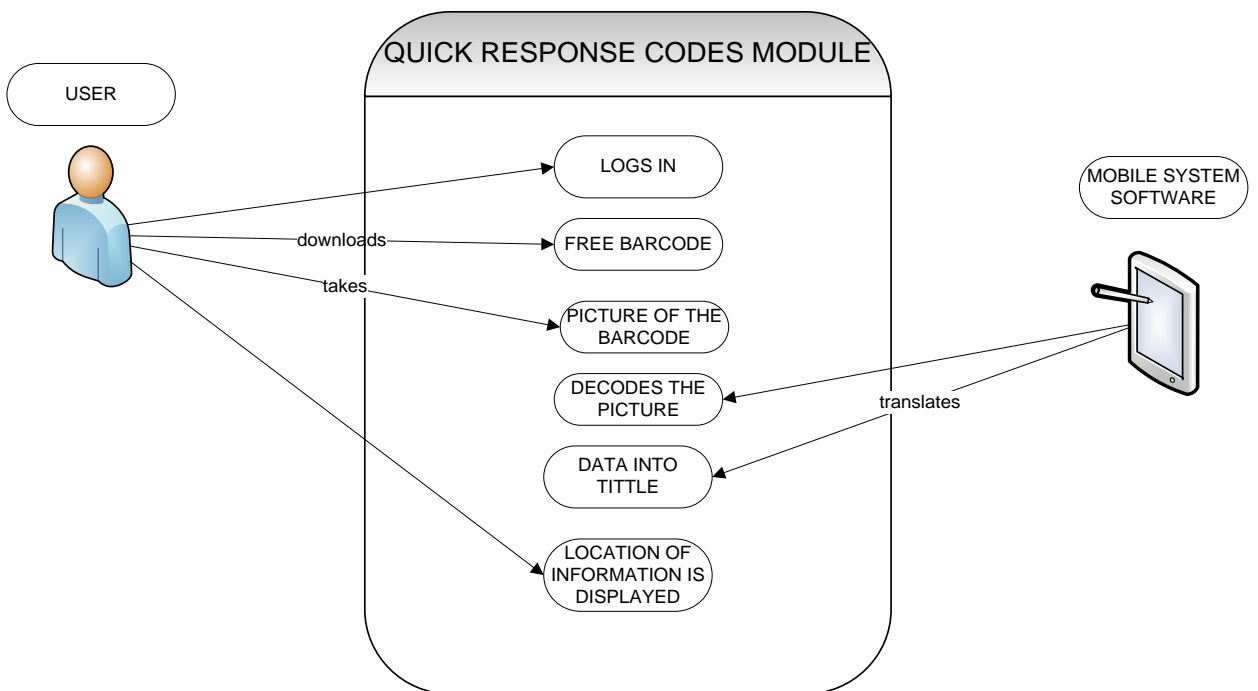 QUICK RESPONSE CODES MODULE
USER
LOGS IN
MOBILE SYSTEM
SOFTWARE
downloads
FREE BARCODE
takes
PICTURE OF THE
BARCODE
DECODES THE
PICTURE
translates
DATA INTO
TITTLE
LOCATION OF
INFORMATION IS
DISPLAYED